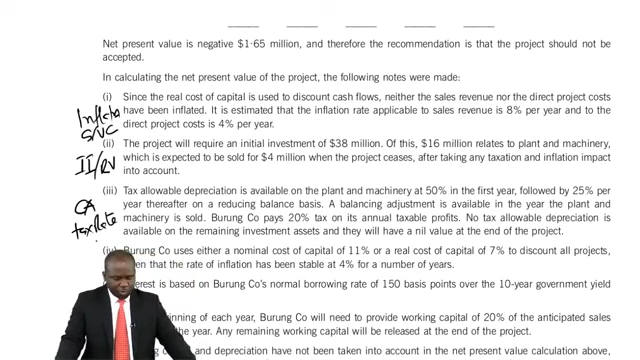 Net present value is negative $1·65 million, and therefore the recommendation is that the project should not be
accepted.
In calculating the net present value of the project, the following notes were made:
(i) Since the real cost of capital is used to discount cash flows, neither the sales revenue nor the direct project costs
have been inflated. It is estimated that the inflation rate applicable to sales revenue is 8% per year and to
the direct project costs is 4% per year.
S/VC
(ii) The project will require an initial investment of $38 million. Of this, $16 million relates to plant and machinery,
which is expected to be sold for $4 million when the project ceases, after taking any taxation and inflation impact
into account.
II/RV
(iii) Tax allowable depreciation is available on the plant and machinery at 50% in the first year, followed by 25% per
year thereafter on a reducing balance basis. A balancing adjustment is available in the year the plant and
machinery is sold. Burung Co pays 20% tax on its annual taxable profits. No tax allowable depreciation is
available on the remaining investment assets and they will have a nil value at the end of the project.
CA
tax rate
(iv) Burung Co uses either a nominal cost of capital of 11% or a real cost of capital of 7% to discount all projects,
given that the rate of inflation has been stable at 4% for a number of years.
interest is based on Burung Co's normal borrowing rate of 150 basis points over the 10-year government yield
beginning of each year, Burung Co will need to provide working capital of 20% of the anticipated sales
the year. Any remaining working capital will be released at the end of the project.
and depreciation have not been taken into account in the net present value calculation above,